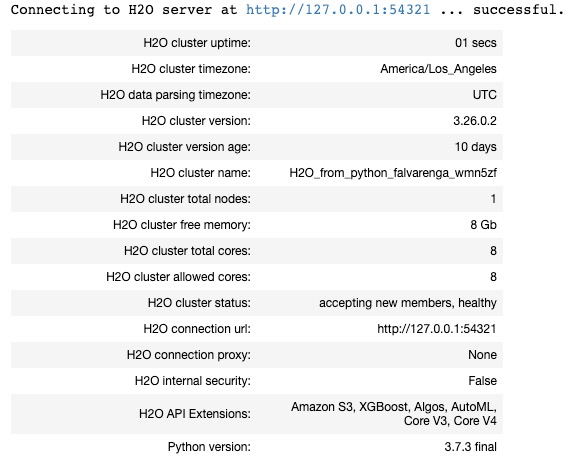 Connecting to H2O server at http://127.0.0.1:54321 ... successful.
H2O cluster uptime: 01 secs
H2O cluster timezone: America/Los_Angeles
H2O data parsing timezone: UTC
H2O cluster version: 3.26.0.2
H2O cluster version age: 10 days
H2O cluster name: H2O_from_python_falvarenga_wmn5zf
H2O cluster total nodes: 1
H2O cluster free memory: 8 Gb
H2O cluster total cores: 8
H2O cluster allowed cores: 8
H2O cluster status: accepting new members, healthy
H2O connection url: http://127.0.0.1:54321
H2O connection proxy: None
H2O internal security: False
H2O API Extensions: Amazon S3, XGBoost, Algos, AutoML,
Core V3, Core V4
Python version: 3.7.3 final